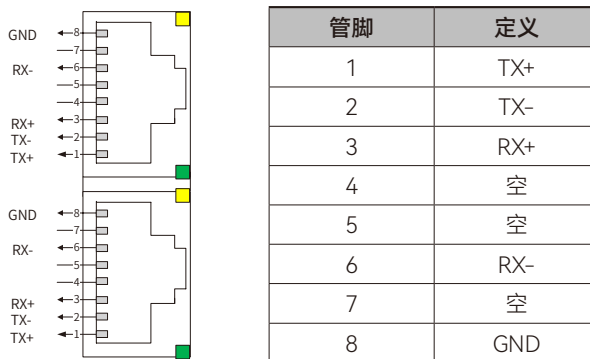 GND 8
7
RX- 6
5
4
RX+ 3
TX- 2
TX+ 1
GND 8
7
RX- 6
5
4
RX+ 3
TX- 2
TX+ 1
管脚 定义
1 TX+
2 TX-
3 RX+
4 空
5 空
6 RX-
7 空
8 GND